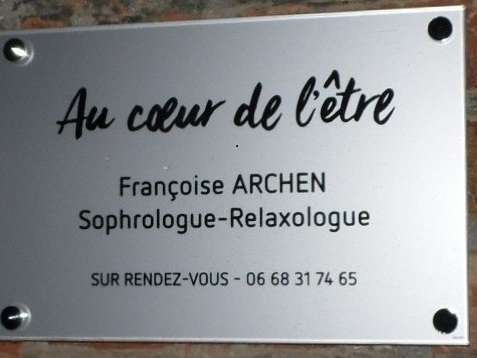 Au cœur de l'être
Françoise ARCHEN
Sophrologue-Relaxologue
SUR RENDEZ-VOUS - 06 68 31 74 65